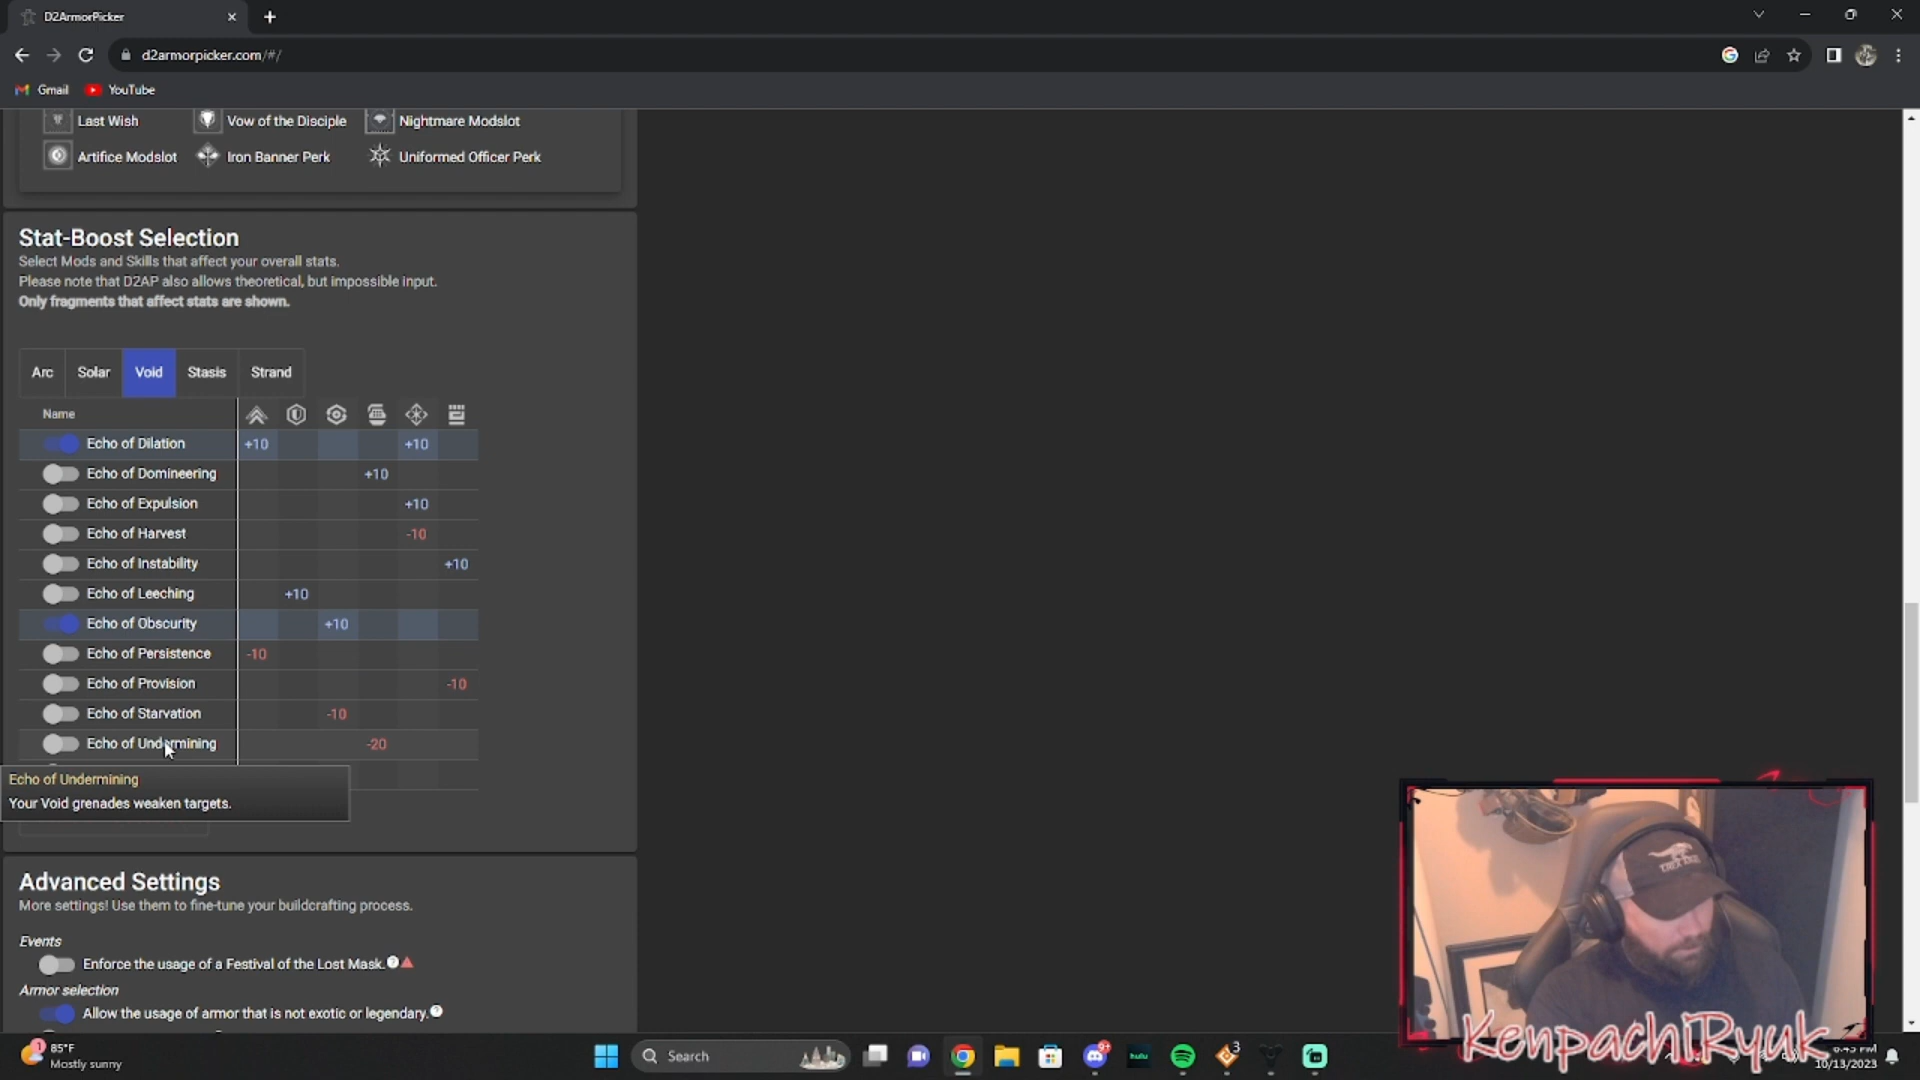 D2ArmorPicker
d2armorpicker.com/#/
Gmail YouTube
Last Wish Vow of the Disciple Nightmare Modslot
Artifice Modslot Iron Banner Perk Uniformed Officer Perk
Stat-Boost Selection
Select Mods and Skills that affect your overall stats.
Please note that D2AP also allows theoretical, but impossible input.
Only fragments that affect stats are shown.
Arc Solar Void Stasis Strand
Name
Echo of Dilation +10 +10
Echo of Domineering +10
Echo of Expulsion +10
Echo of Harvest -10
Echo of Instability +10
Echo of Leeching +10
Echo of Obscurity +10
Echo of Persistence -10
Echo of Provision -10
Echo of Starvation -10
Echo of Undermining -20
Echo of Undermining
Your Void grenades weaken targets.
Advanced Settings
More settings! Use them to fine-tune your buildcrafting process.
Events
Enforce the usage of a Festival of the Lost Mask.
Armor selection
Allow the usage of armor that is not exotic or legendary.
KenpachiRyuk
1
85°F
Mostly sunny
Search
hulu
9+
3
10/13/2023